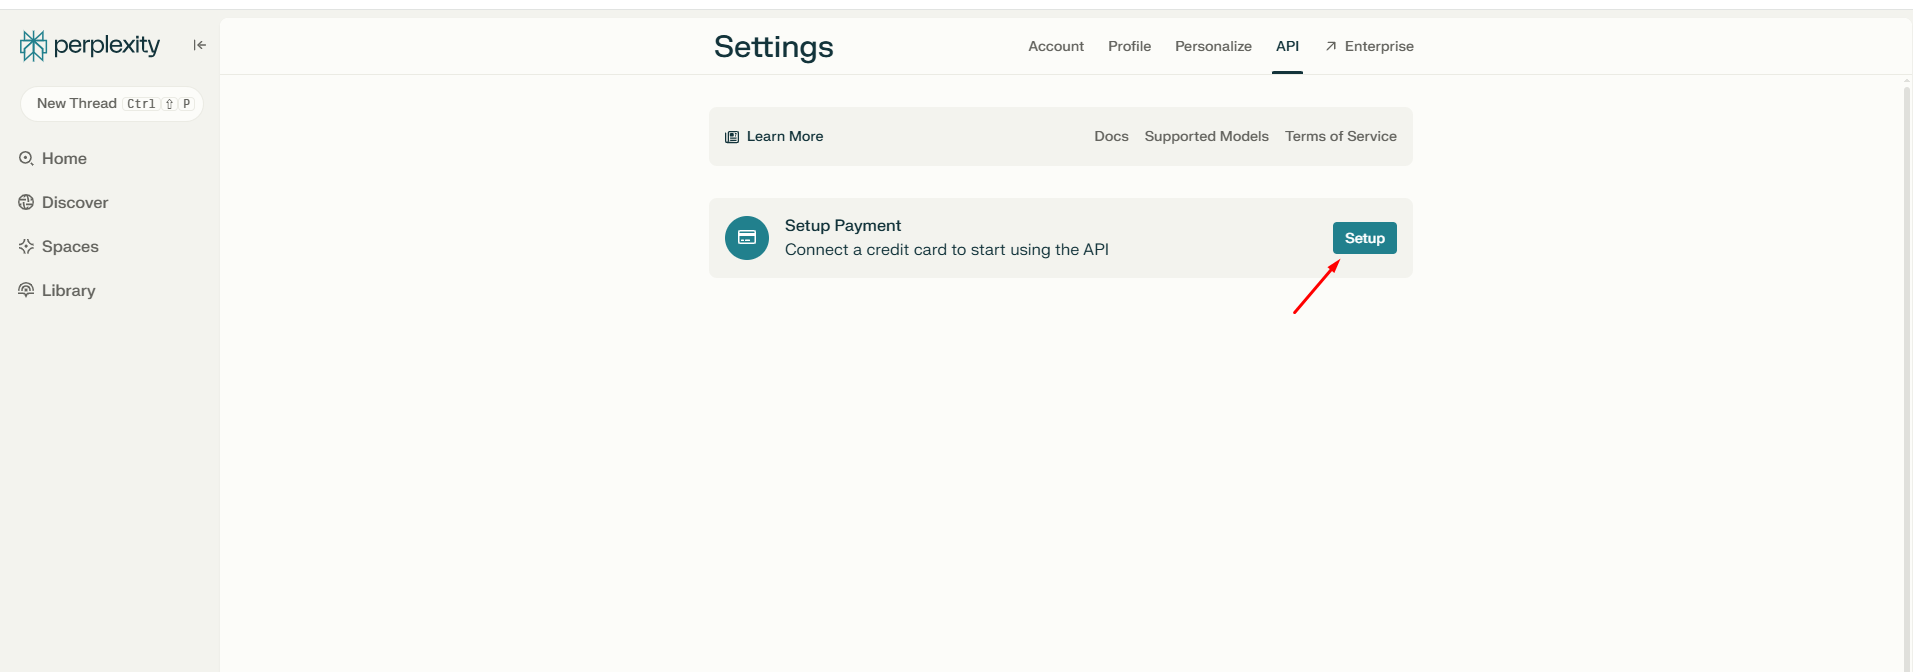 perplexity
New Thread Ctrl ⇧ P
Home
Discover
Spaces
Library
Settings
Account Profile Personalize API Enterprise
Learn More
Docs Supported Models Terms of Service
Setup Payment
Connect a credit card to start using the API
Setup